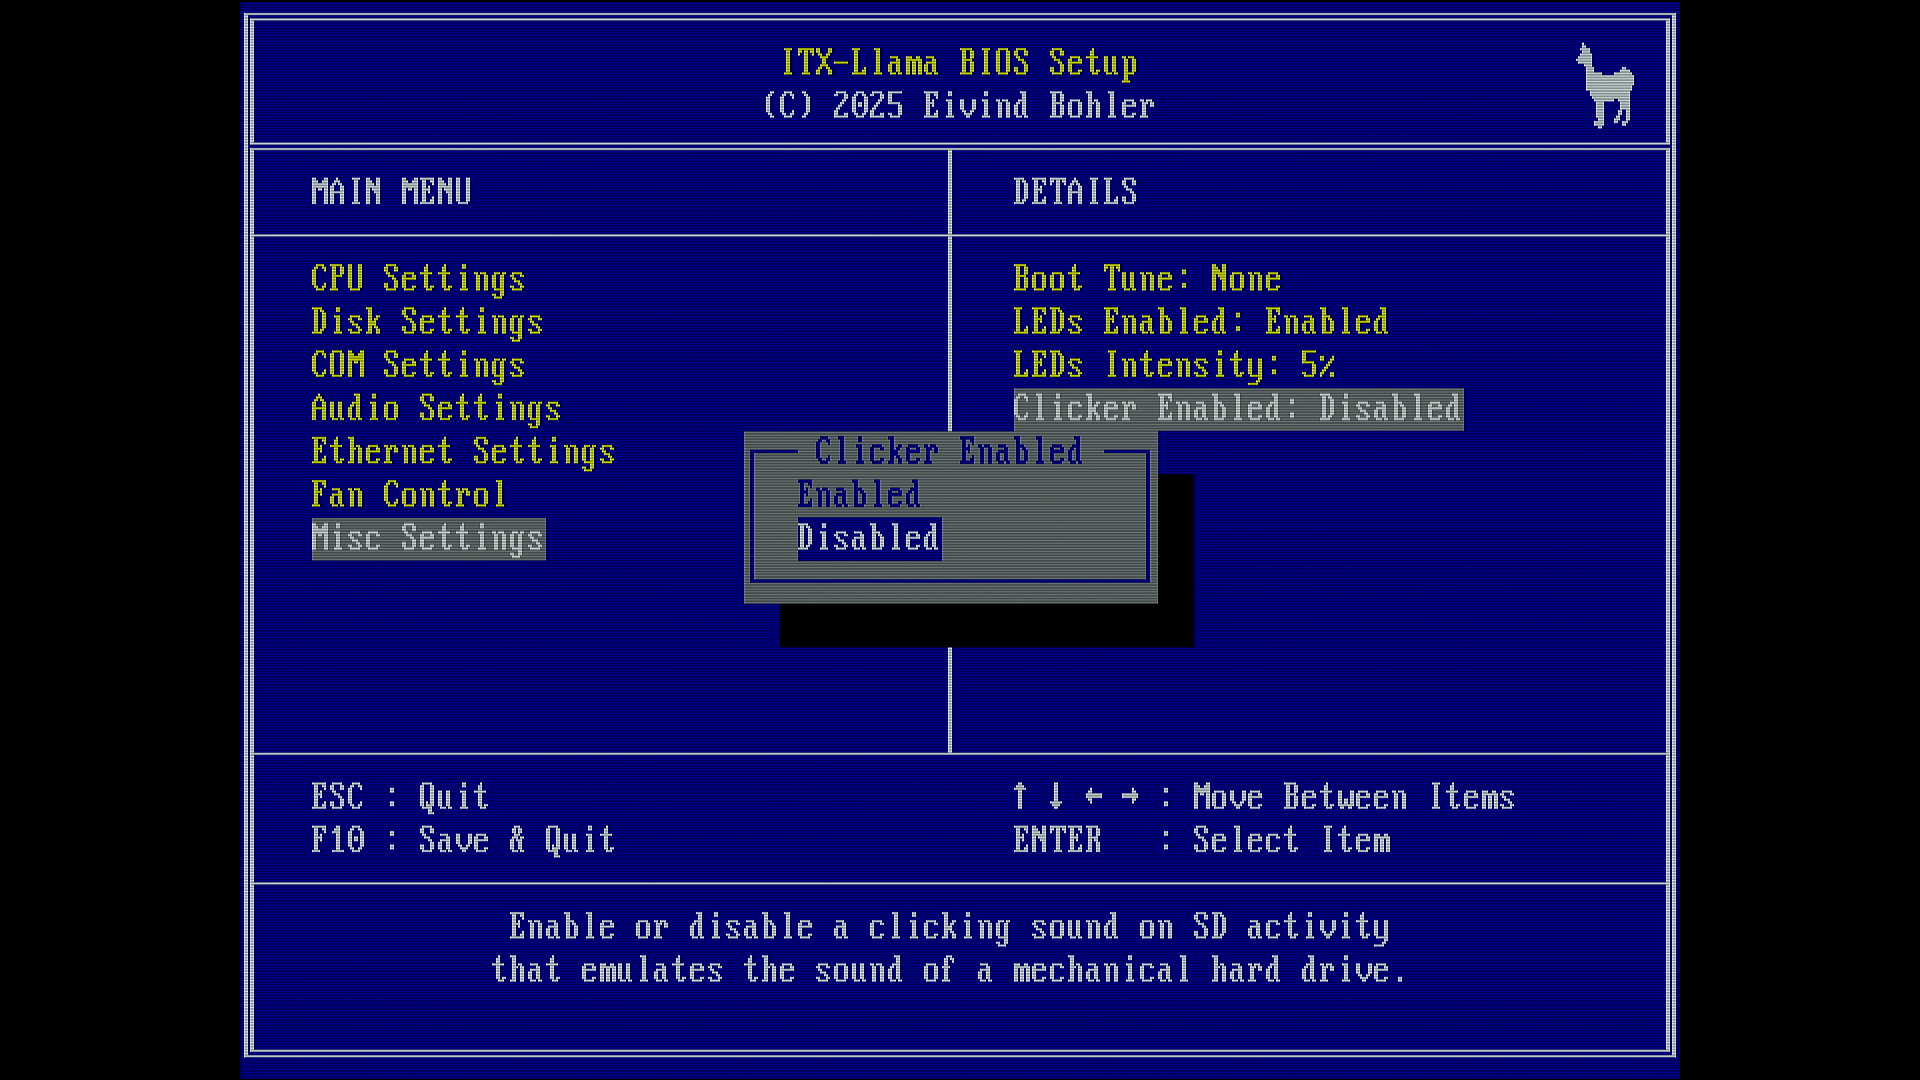 ITX-Llama BIOS Setup
(C) 2025 Eivind Bohler
MAIN MENU
DETAILS
CPU Settings
Disk Settings
COM Settings
Audio Settings
Ethernet Settings
Fan Control
Misc Settings
Boot Tune: None
LEDs Enabled: Enabled
LEDs Intensity: 5%
Clicker Enabled: Disabled
Clicker Enabled
Enabled
Disabled
ESC : Quit
F10 : Save & Quit
↑ ↓ ← → : Move Between Items
ENTER : Select Item
Enable or disable a clicking sound on SD activity
that emulates the sound of a mechanical hard drive.